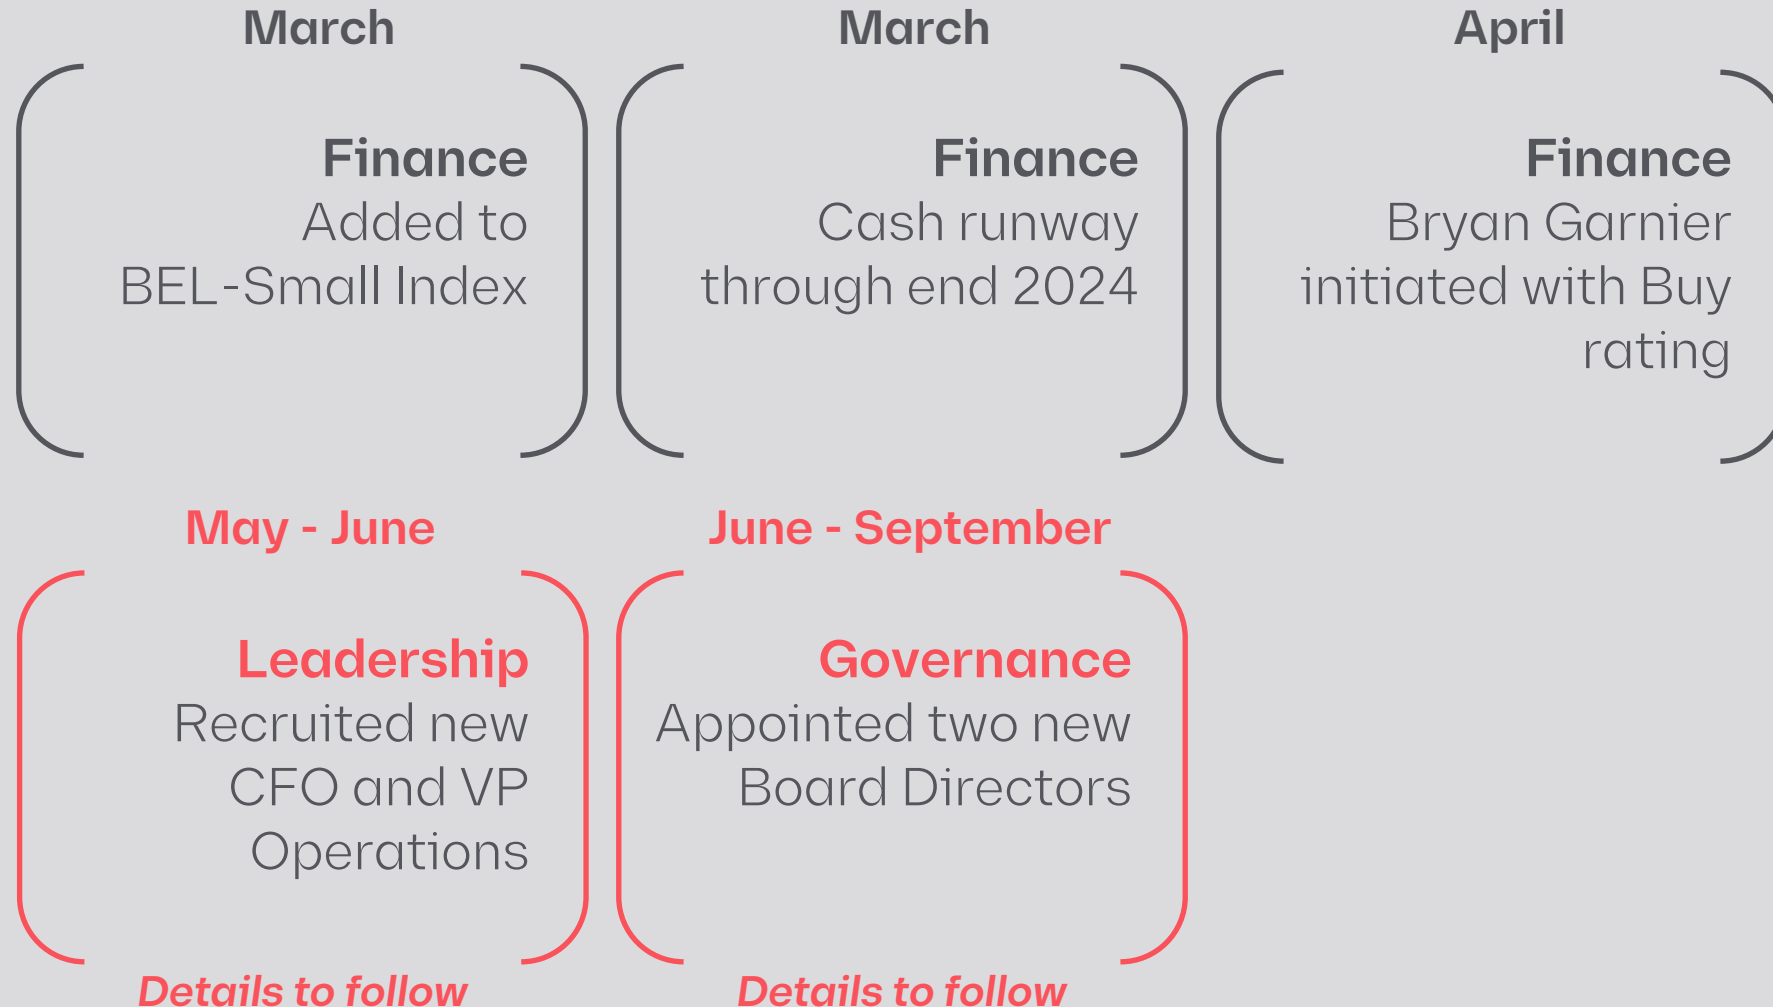 March
Finance
Added to
BEL-Small Index
March
Finance
Cash runway
through end 2024
April
Finance
Bryan Garnier
initiated with Buy
rating
May - June
Leadership
Recruited new
CFO and VP
Operations
Details to follow
June - September
Governance
Appointed two new
Board Directors
Details to follow